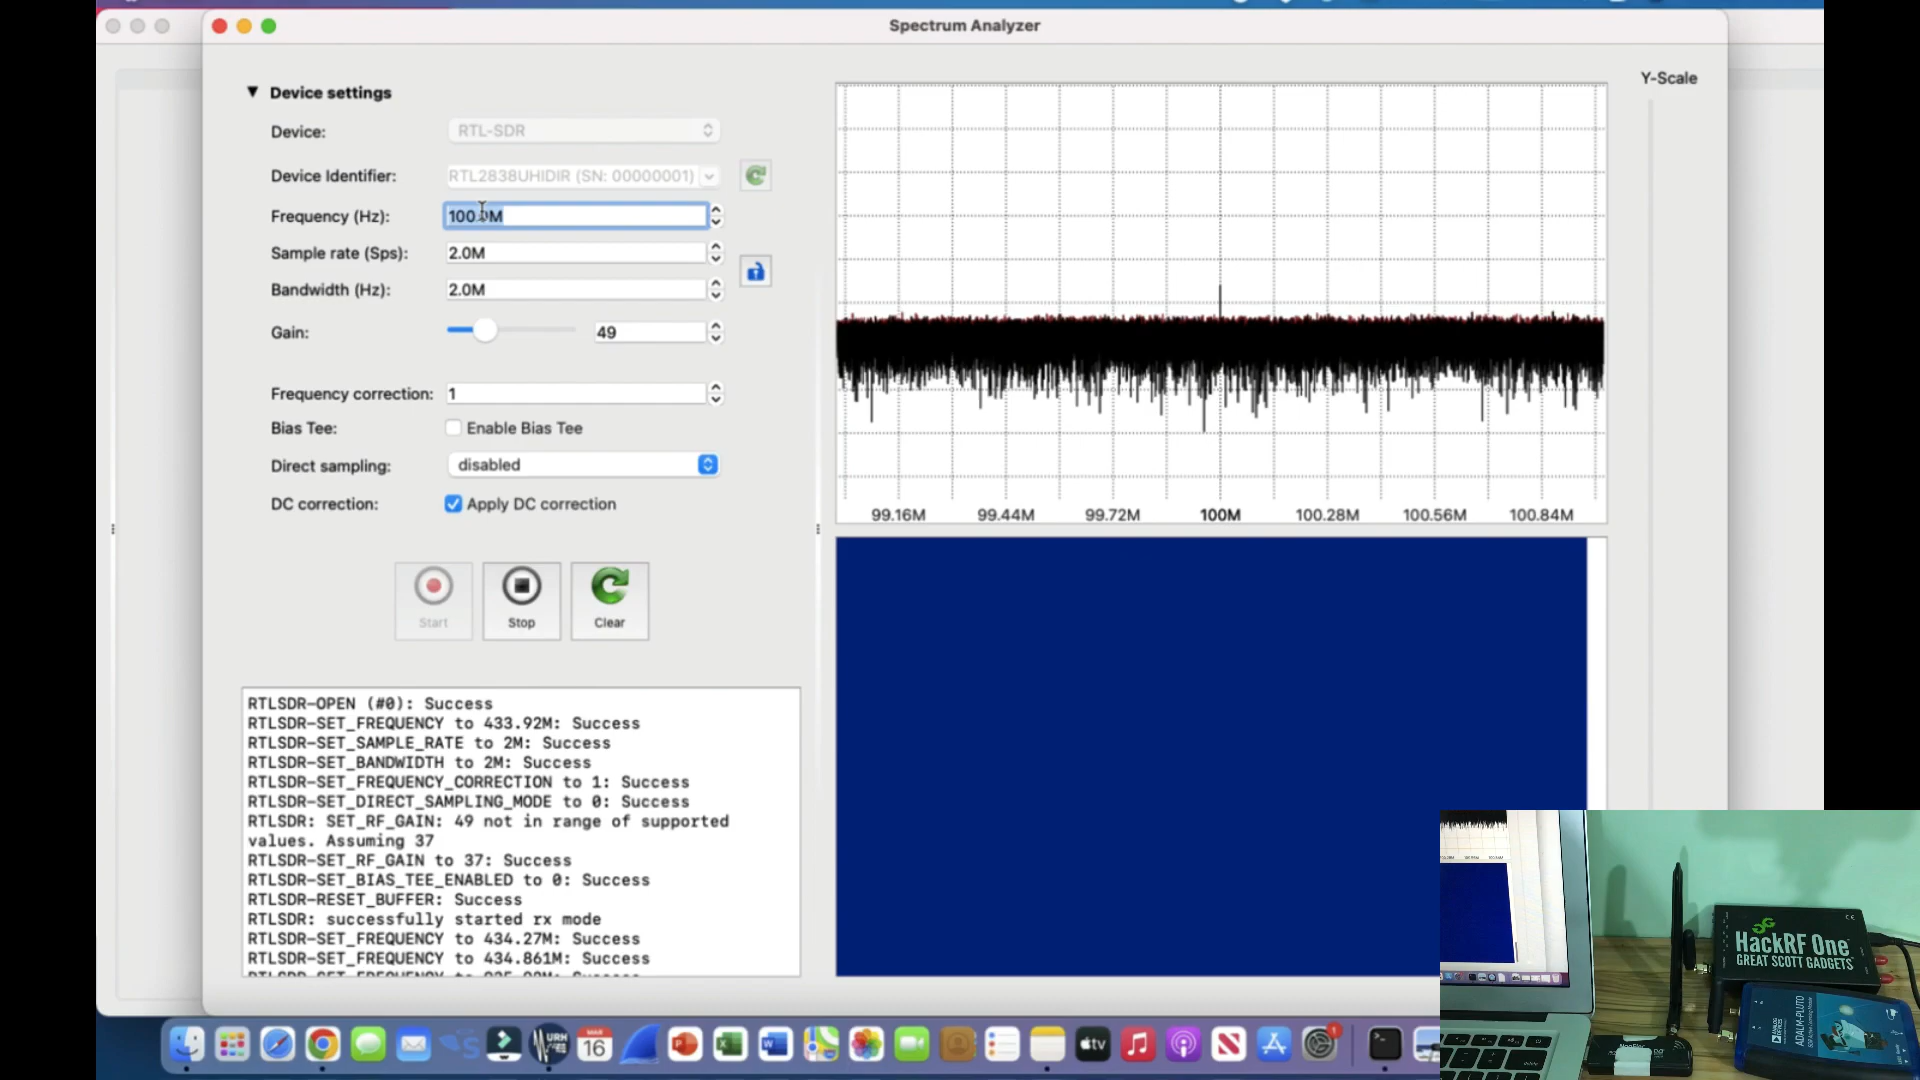 Spectrum Analyzer
Device settings
Y-Scale
Device: RTL-SDR
Device Identifier: RTL2838UHIDIR (SN: 00000001)
Frequency (Hz):
Sample rate (Sps): 2.0M
Bandwidth (Hz): 2.0M
Gain: 49
Frequency correction: 1
Bias Tee: Enable Bias Tee
Direct sampling: disabled
DC correction: Apply DC correction
99.16M 99.44M 99.72M 100M 100.28M 100.56M 100.84M
Start Stop Clear
RTLSDR-OPEN (#0): Success
RTLSDR-SET_FREQUENCY to 433.92M: Success
RTLSDR-SET_SAMPLE_RATE to 2M: Success
RTLSDR-SET_BANDWIDTH to 2M: Success
RTLSDR-SET_FREQUENCY_CORRECTION to 1: Success
RTLSDR-SET_DIRECT_SAMPLING_MODE to 0: Success
RTLSDR: SET_RF_GAIN: 49 not in range of supported
values. Assuming 37
RTLSDR-SET_RF_GAIN to 37: Success
RTLSDR-SET_BIAS_TEE_ENABLED to 0: Success
RTLSDR-RESET_BUFFER: Success
RTLSDR: successfully started rx mode
RTLSDR-SET_FREQUENCY to 434.27M: Success
RTLSDR-SET_FREQUENCY to 434.861M: Success
HackRF One
GREAT SCOTT GADGETS
ADALM-PLUTO
URH
MAR
16
tv
1